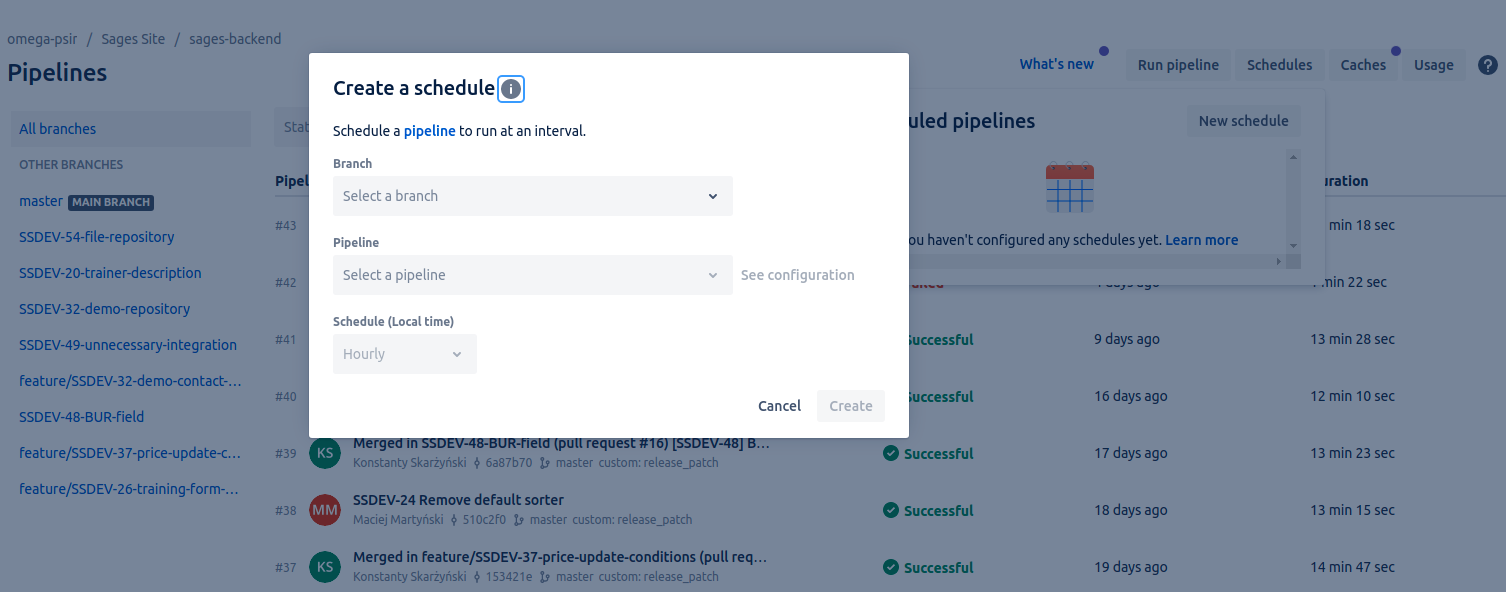 omega-psir / Sages Site / sages-backend
Pipelines
What's new
Run pipeline
Schedules
Caches
Usage
?
All branches
OTHER BRANCHES
master MAIN BRANCH
SSDEV-54-file-repository
SSDEV-20-trainer-description
SSDEV-32-demo-repository
SSDEV-49-unnecessary-integration
feature/SSDEV-32-demo-contact-…
SSDEV-48-BUR-field
feature/SSDEV-37-price-update-c…
feature/SSDEV-26-training-form-…
Create a schedule i
Schedule a pipeline to run at an interval.
Branch
Select a branch
Pipeline
Select a pipeline
See configuration
Schedule (Local time)
Hourly
Cancel
Create
uled pipelines
New schedule
ou haven't configured any schedules yet. Learn more
Stat
Pipel
uration
#43
min 18 sec
#42
min 22 sec
#41
Successful
9 days ago
13 min 28 sec
#40
Successful
16 days ago
12 min 10 sec
#39
KS
Merged in SSDEV-48-BUR-field (pull request #16) [SSDEV-48] B…
Konstanty Skarżyński 6a87b70 master custom: release_patch
Successful
17 days ago
13 min 23 sec
#38
MM
SSDEV-24 Remove default sorter
Maciej Martyński 510c2f0 master custom: release_patch
Successful
18 days ago
13 min 15 sec
#37
KS
Merged in feature/SSDEV-37-price-update-conditions (pull req…
Konstanty Skarżyński 153421e master custom: release_patch
Successful
19 days ago
14 min 47 sec